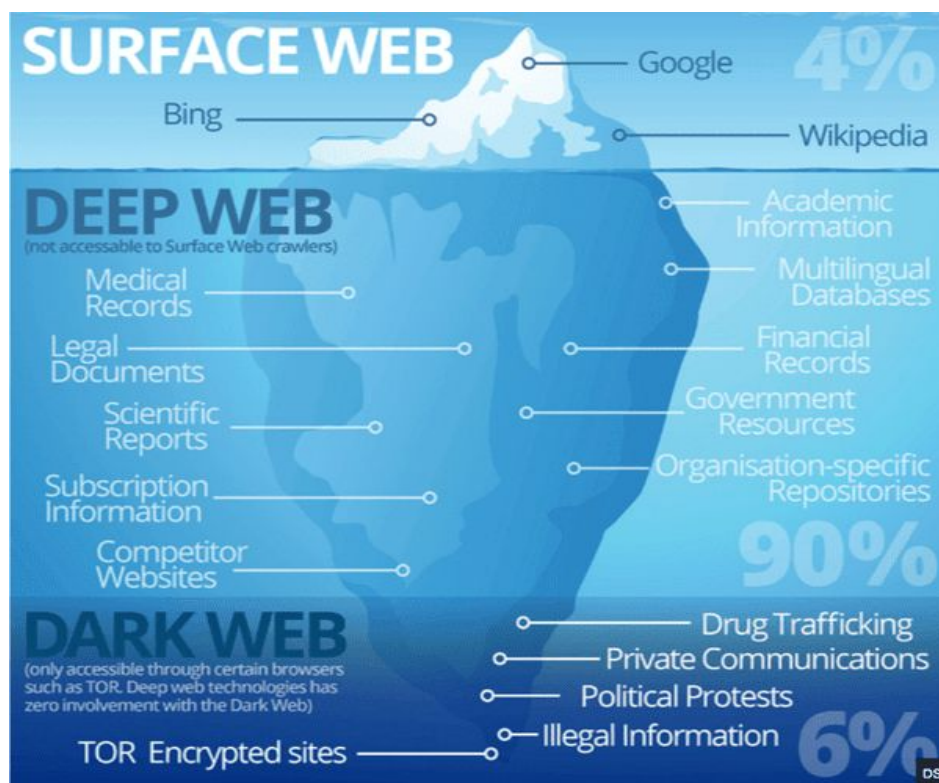 SURFACE WEB
4%
Google
Bing
Wikipedia
DEEP WEB
(not accessable to Surface Web crawlers)
Academic
Information
Medical
Records
Multilingual
Databases
Legal
Documents
Financial
Records
Scientific
Reports
Government
Resources
Subscription
Information
Organisation-specific
Repositories
Competitor
Websites
90%
DARK WEB
(only accessible through certain browsers
such as TOR. Deep web technologies has
zero involvement with the Dark Web)
Drug Trafficking
Private Communications
Political Protests
Illegal Information
TOR Encrypted sites
6%